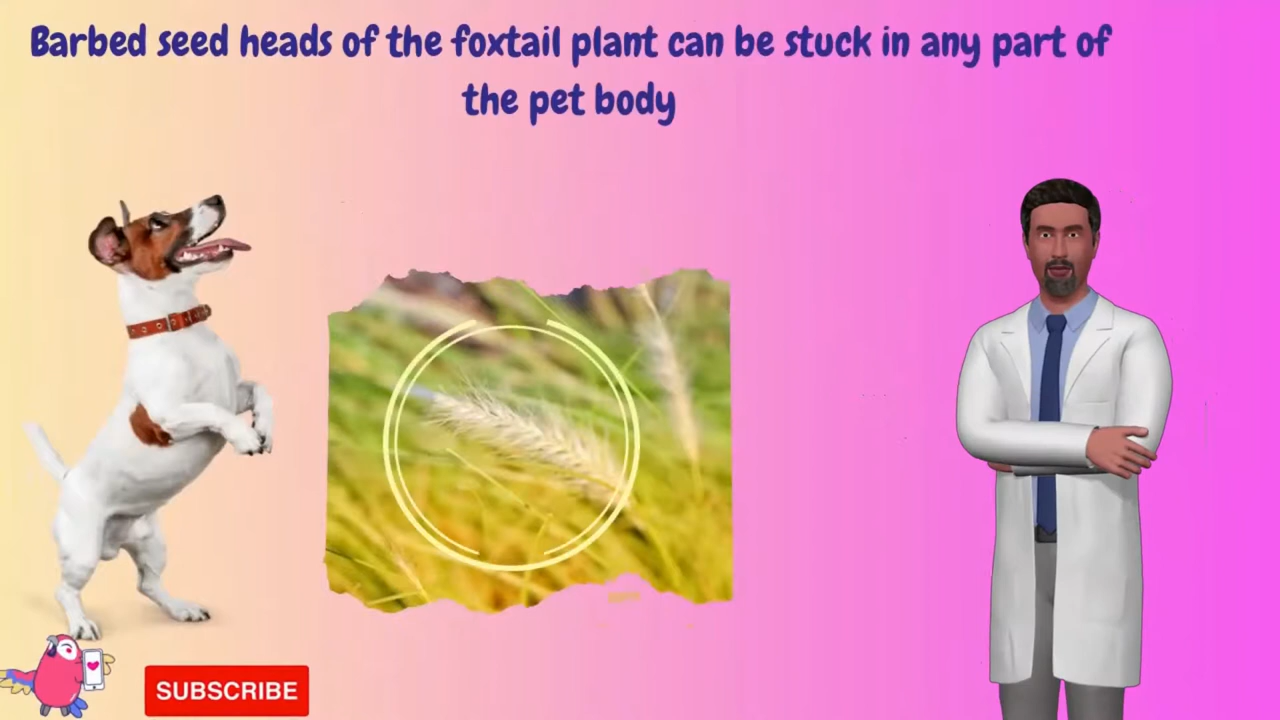 Barbed seed heads of the foxtail plant can be stuck in any part of
the pet body
SUBSCRIBE